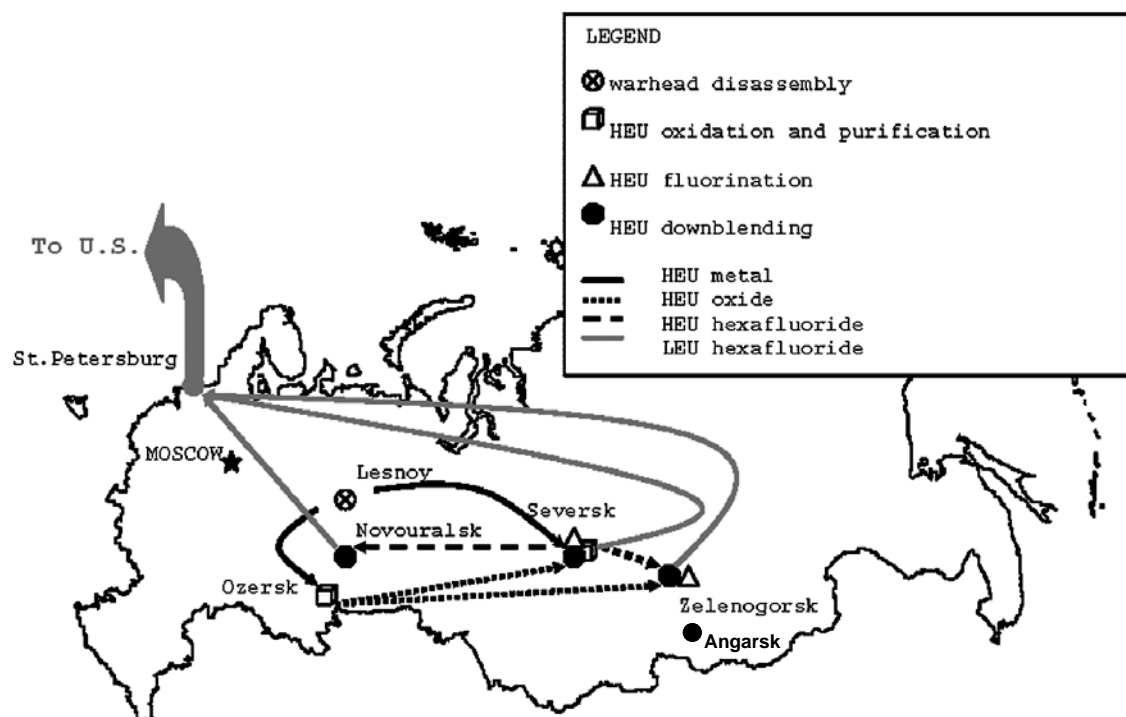 LEGEND
warhead disassembly
HEU oxidation and purification
HEU fluorination
HEU downblending
HEU metal
HEU oxide
HEU hexafluoride
LEU hexafluoride
To U.S.
St.Petersburg
MOSCOW
Lesnoy
Seversk
Novouralsk
Ozersk
Zelenogorsk
Angarsk